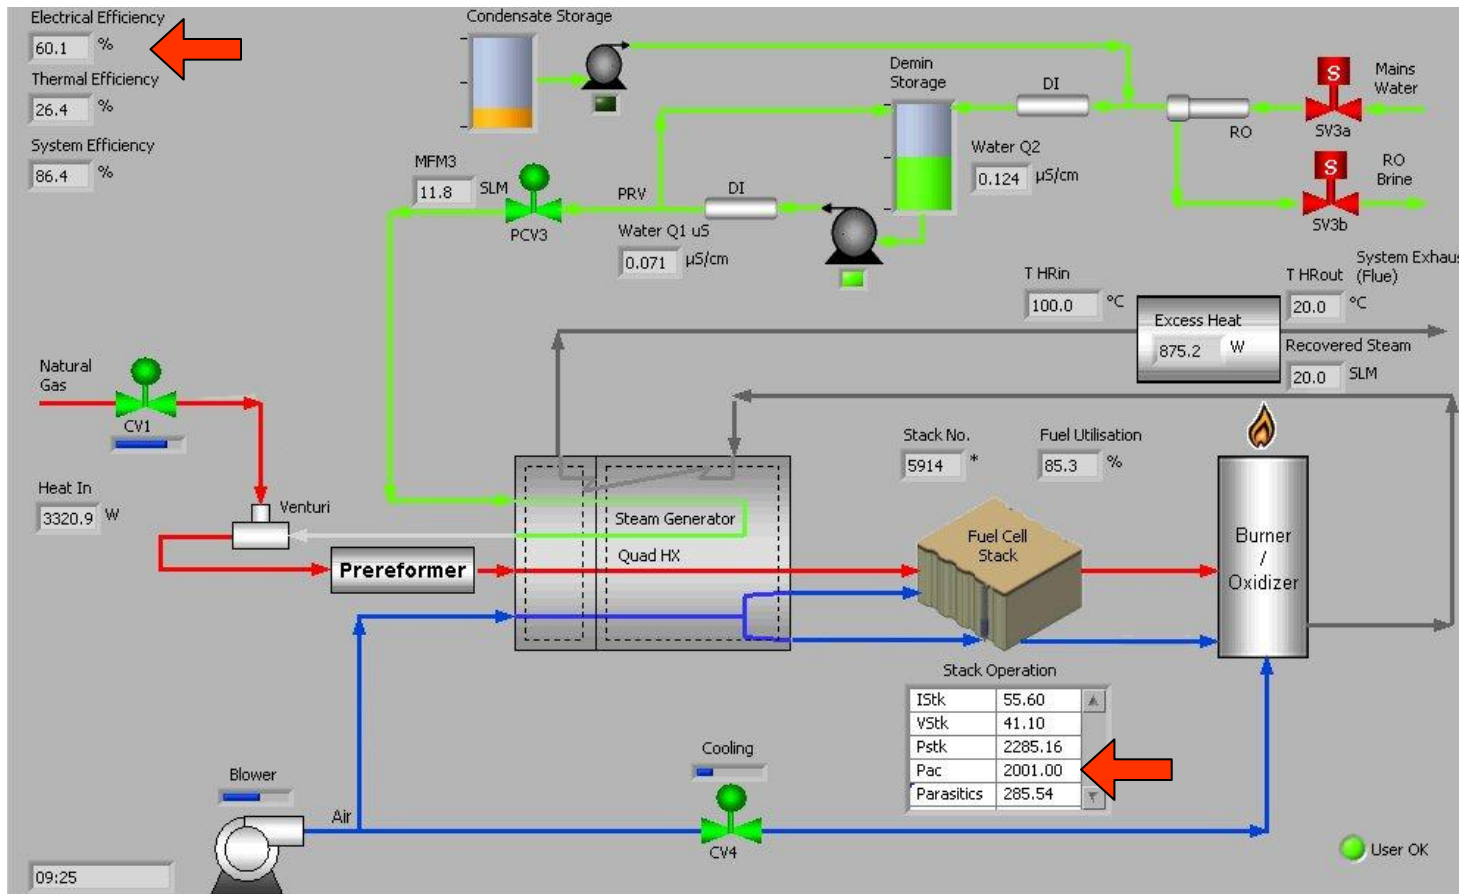 Electrical Efficiency
60.1 %
Thermal Efficiency
26.4 %
System Efficiency
86.4 %
Condensate Storage
Demin
Storage
DI
RO
S
SV3a
Mains
Water
S
SV3b
RO
Brine
Water Q2
0.124 µS/cm
MFM3
11.8 SLM
PCV3
PRV
DI
Water Q1 uS
0.071 µS/cm
T HRin
100.0 °C
T HRout
20.0 °C
System Exhaus
(Flue)
Excess Heat
875.2 W
Recovered Steam
20.0 SLM
Natural
Gas
CV1
Heat In
3320.9 W
Venturi
Prereformer
Steam Generator
Quad HX
Stack No.
5914 *
Fuel Utilisation
85.3 %
Fuel Cell
Stack
Burner
/
Oxidizer
Stack Operation
IStk 55.60
VStk 41.10
Pstk 2285.16
Pac 2001.00
Parasitics 285.54
Cooling
CV4
Blower
Air
09:25
User OK